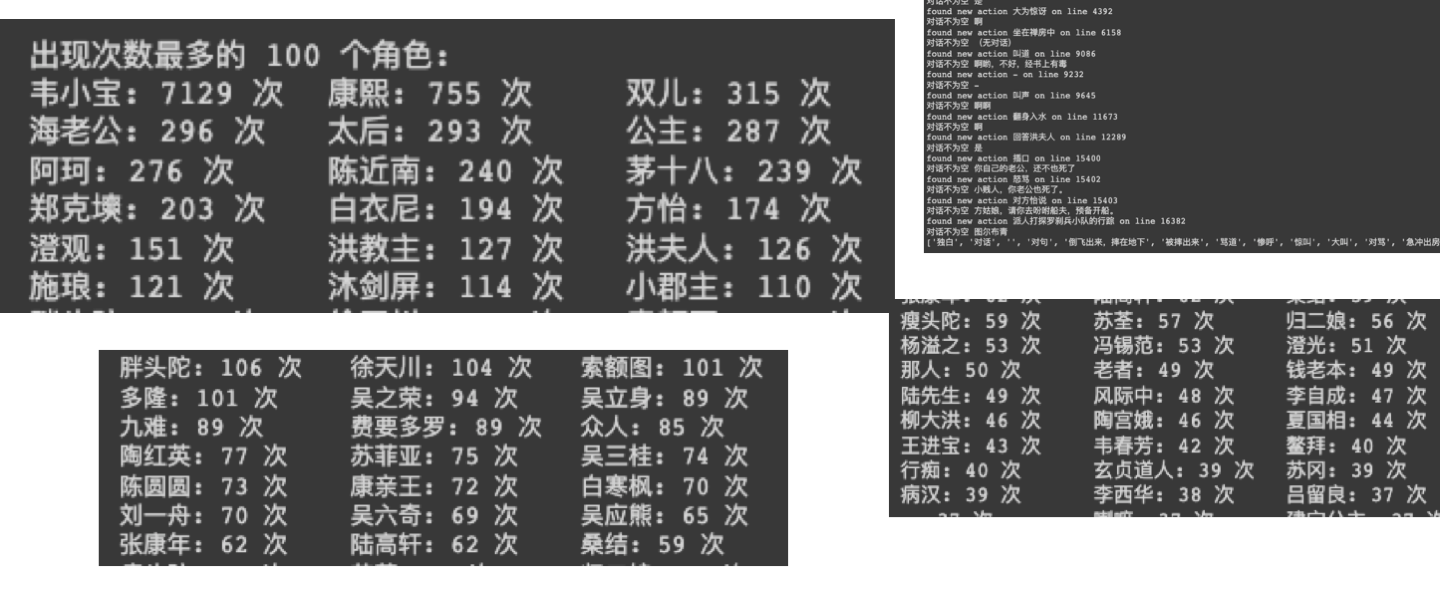 出现次数最多的 100 个角色:
韦小宝: 7129 次 康熙: 755 次 双儿: 315 次
海老公: 296 次 太后: 293 次 公主: 287 次
阿珂: 276 次 陈近南: 240 次 茅十八: 239 次
郑克塽: 203 次 白衣尼: 194 次 方怡: 174 次
澄观: 151 次 洪教主: 127 次 洪夫人: 126 次
施琅: 121 次 沐剑屏: 114 次 小郡主: 110 次
胖头陀: 106 次 徐天川: 104 次 索额图: 101 次
多隆: 101 次 吴之荣: 94 次 吴立身: 89 次
九难: 89 次 费要多罗: 89 次 众人: 85 次
陶红英: 77 次 苏菲亚: 75 次 吴三桂: 74 次
陈圆圆: 73 次 康亲王: 72 次 白寒枫: 70 次
刘一舟: 70 次 吴六奇: 69 次 吴应熊: 65 次
张康年: 62 次 陆高轩: 62 次 桑结: 59 次
对话不为空 是
found new action 大为惊讶 on line 4392
对话不为空 啊
found new action 坐在禅房中 on line 6158
对话不为空 （无对话）
found new action 叫道 on line 9086
对话不为空 啊哟，不好，经书上有毒
found new action - on line 9232
对话不为空 -
found new action 叫声 on line 9645
对话不为空 啊啊
found new action 翻身入水 on line 11673
对话不为空 啊
found new action 回答洪夫人 on line 12289
对话不为空 是
found new action 插口 on line 15400
对话不为空 你自己的老公，还不也死了
found new action 怒骂 on line 15402
对话不为空 小贱人，你老公也死了。
found new action 对方怡说 on line 15403
对话不为空 方姑娘，请你去吩咐船夫，预备开船。
found new action 派人打探罗刹兵小队的行踪 on line 16382
对话不为空 图尔布青
['独白', '对话', '', '对句', '倒飞出来，摔在地下', '被摔出来', '骂道', '惨呼', '惊叫', '大叫', '对骂', '急冲出房
张康年: 62 次 陆高轩: 62 次 桑结: 59 次
瘦头陀: 59 次 苏荃: 57 次 归二娘: 56 次
杨溢之: 53 次 冯锡范: 53 次 澄光: 51 次
那人: 50 次 老者: 49 次 钱老本: 49 次
陆先生: 49 次 风际中: 48 次 李自成: 47 次
柳大洪: 46 次 陶宫娥: 46 次 夏国相: 44 次
王进宝: 43 次 韦春芳: 42 次 鳌拜: 40 次
行痴: 40 次 玄贞道人: 39 次 苏冈: 39 次
病汉: 39 次 李西华: 38 次 吕留良: 37 次